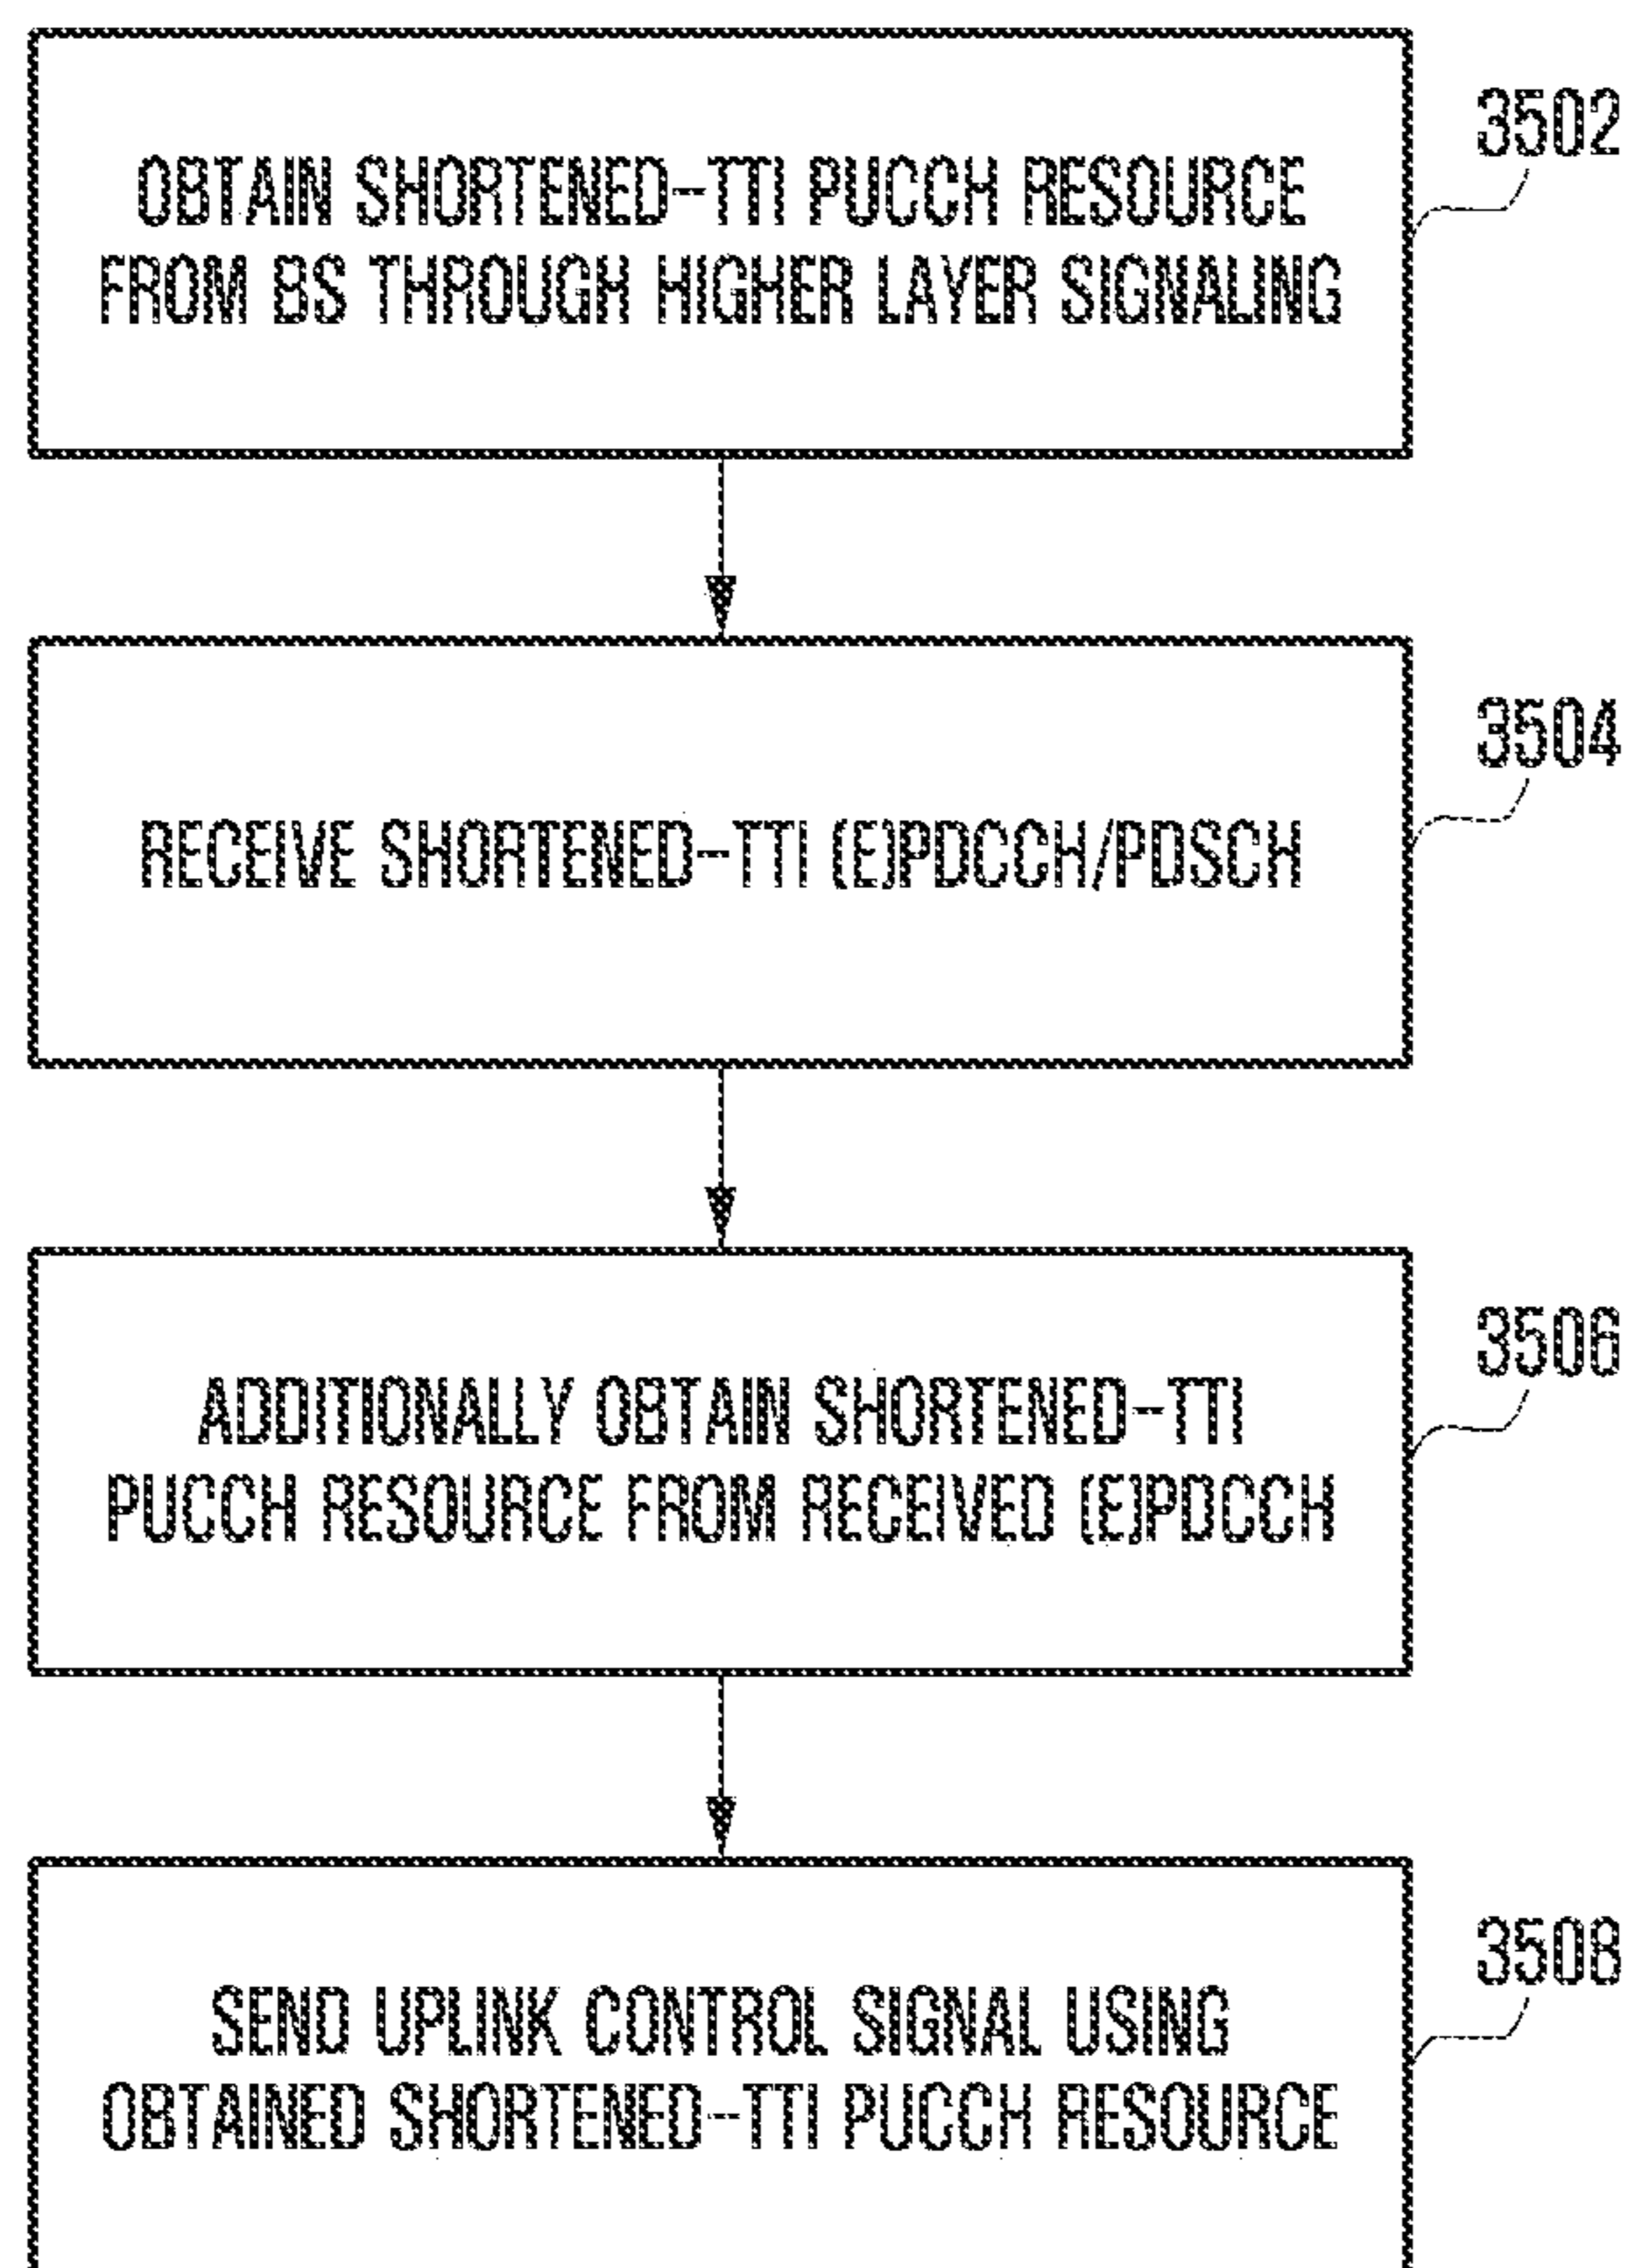 OBTAIN SHORTENED-TTI PUCCH RESOURCE
FROM BS THROUGH HIGHER LAYER SIGNALING
3502
RECEIVE SHORTENED-TTI (E)PDCCH/PDSCH
3504
ADDITIONALLY OBTAIN SHORTENED-TTI
PUCCH RESOURCE FROM RECEIVED (E)PDCCH
3506
SEND UPLINK CONTROL SIGNAL USING
OBTAINED SHORTENED-TTI PUCCH RESOURCE
3508